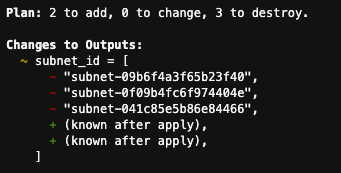 Plan: 2 to add, 0 to change, 3 to destroy.
Changes to Outputs:
~ subnet_id = [
- "subnet-09b6f4a3f65b23f40",
- "subnet-0f09b4fc6f974404e",
- "subnet-041c85e5b86e84466",
+ (known after apply),
+ (known after apply),
]